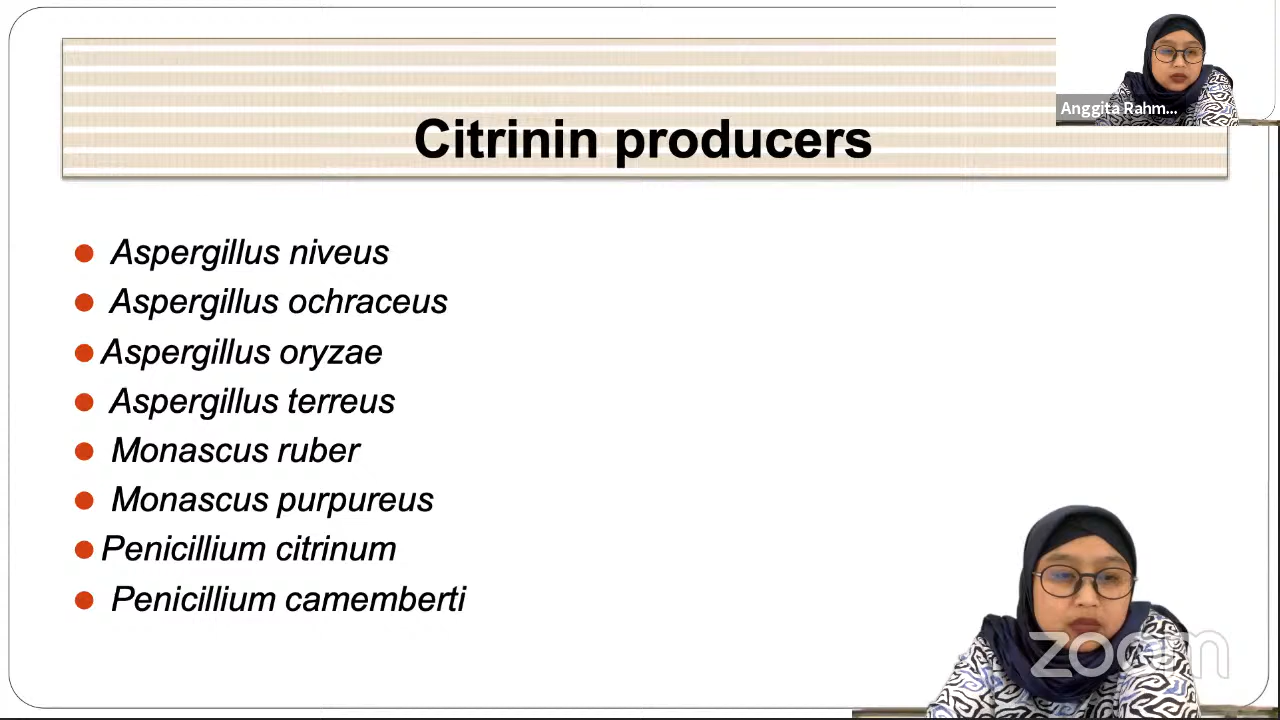 Anggita Rahm...
Citrinin producers
Aspergillus niveus
Aspergillus ochraceus
Aspergillus oryzae
Aspergillus terreus
Monascus ruber
Monascus purpureus
Penicillium citrinum
Penicillium camemberti
zoom